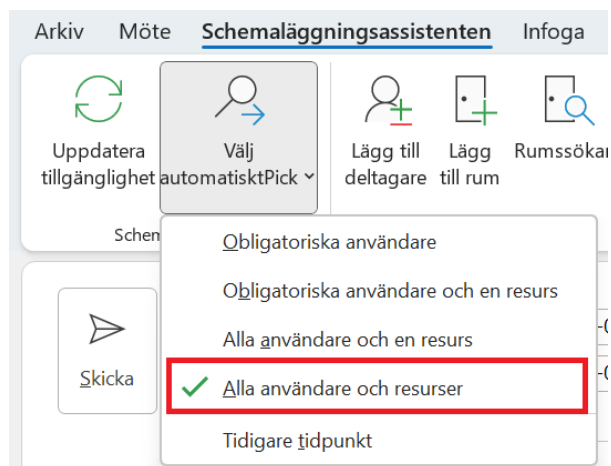 Arkiv Möte Schemaläggningsassistenten Infoga
Uppdatera tillgänglighet
Välj automatisktPick
Lägg till deltagare
Lägg till rum
Rumssökar
Schem
Obligatoriska användare
Obligatoriska användare och en resurs
Alla användare och en resurs
Alla användare och resurser
Tidigare tidpunkt
Skicka